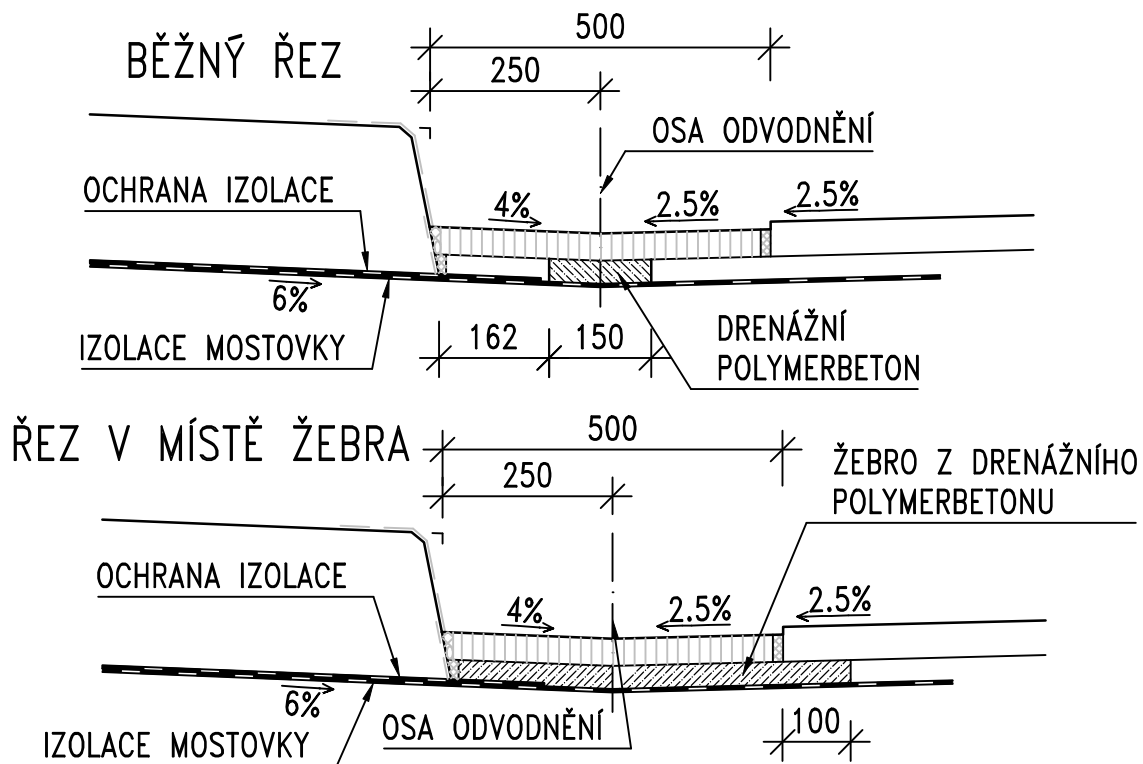 500
BĚŽNÝ ŘEZ
250
OSA ODVODNĚNÍ
OCHRANA IZOLACE
4%
2.5%
2.5%
6%
IZOLACE MOSTOVKY
162
150
DRENÁŽNÍ
POLYMERBETON
ŘEZ V MÍSTĚ ŽEBRA
500
250
ŽEBRO Z DRENÁŽNÍHO
POLYMERBETONU
OCHRANA IZOLACE
4%
2.5%
2.5%
6%
OSA ODVODNĚNÍ
100
IZOLACE MOSTOVKY